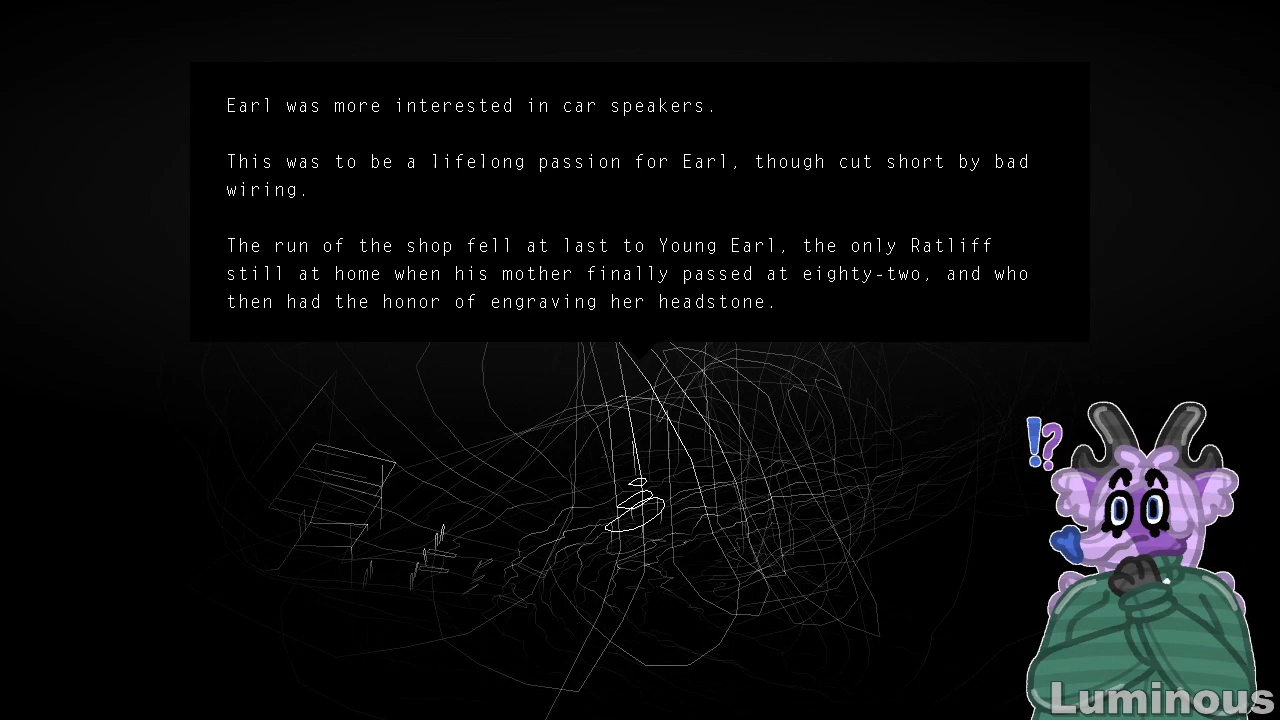 Earl was more interested in car speakers.
This was to be a lifelong passion for Earl, though cut short by bad
wiring.
The run of the shop fell at last to Young Earl, the only Ratliff
still at home when his mother finally passed at eighty-two, and who
then had the honor of engraving her headstone.
!?
Luminous